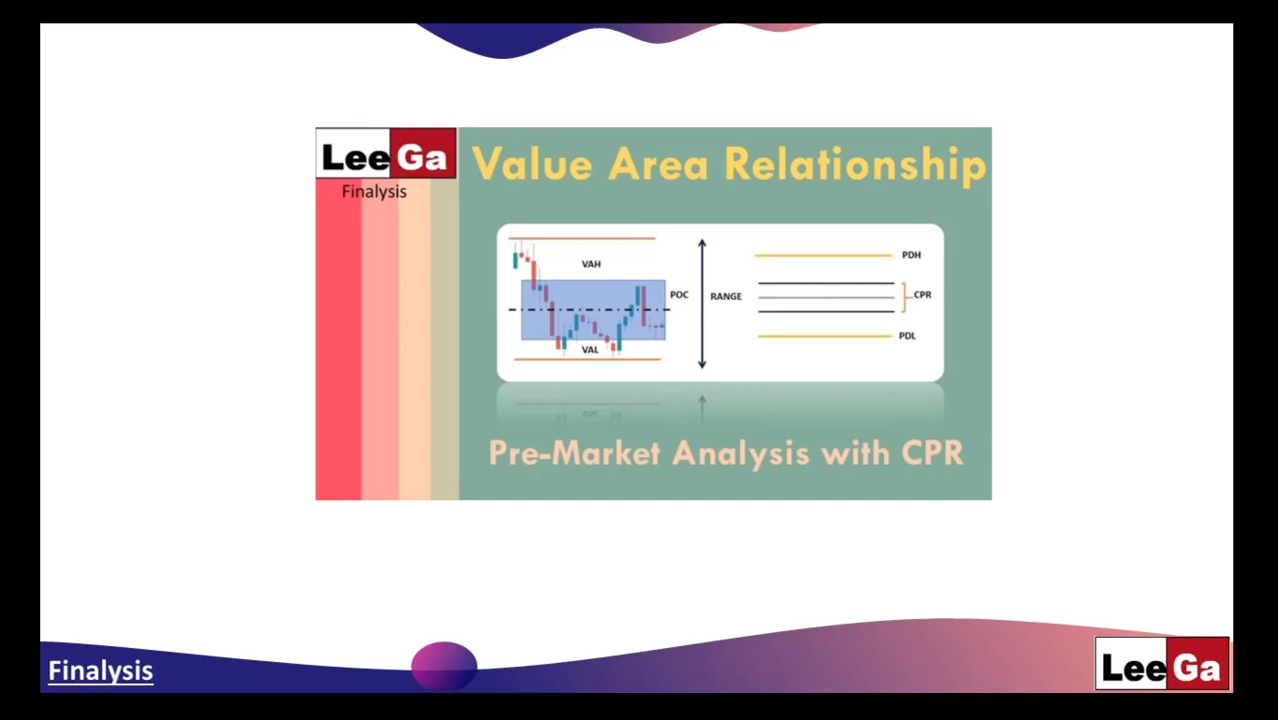 LeeGa
Finalysis
Value Area Relationship
VAH
POC
VAL
RANGE
PDH
CPR
PDL
Pre-Market Analysis with CPR
Finalysis
LeeGa